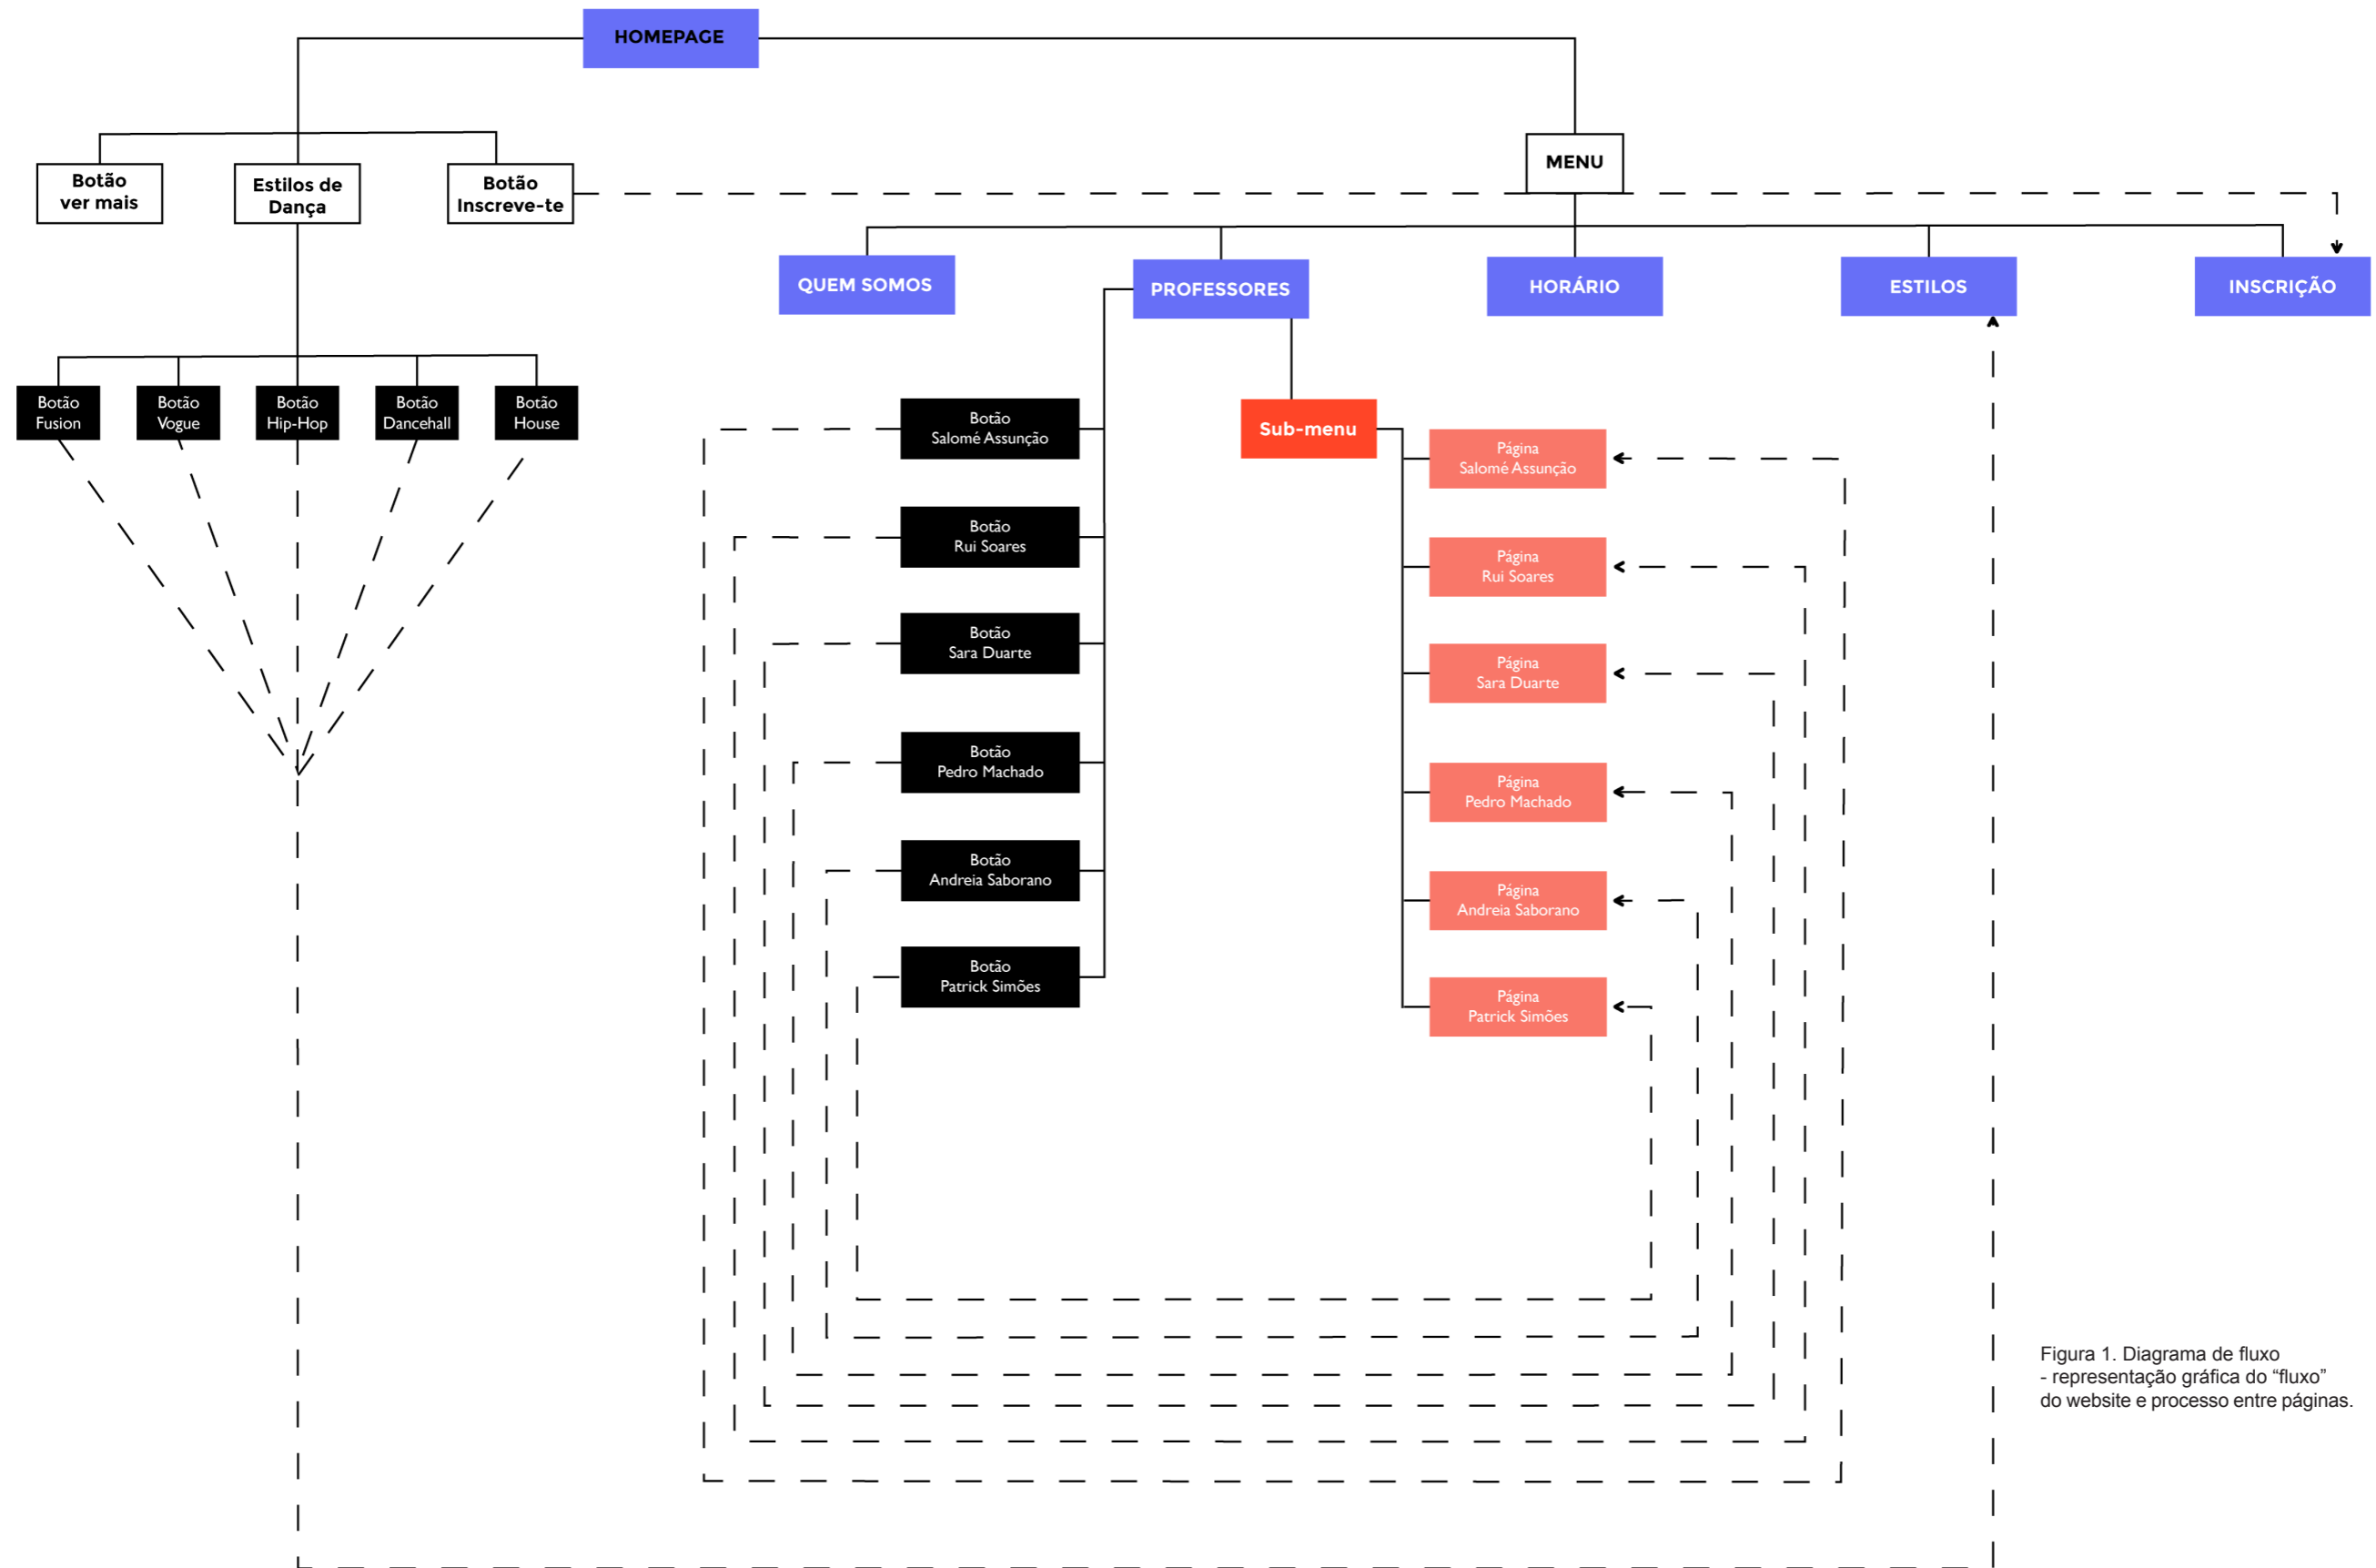 HOMEPAGE
MENU
Botão
ver mais
Estilos de
Dança
Botão
Inscreve-te
QUEM SOMOS
PROFESSORES
HORÁRIO
ESTILOS
INSCRIÇÃO
Botão
Fusion
Botão
Vogue
Botão
Hip-Hop
Botão
Dancehall
Botão
House
Botão
Salomé Assunção
Botão
Rui Soares
Botão
Sara Duarte
Botão
Pedro Machado
Botão
Andreia Saborano
Botão
Patrick Simões
Sub-menu
Página
Salomé Assunção
Página
Rui Soares
Página
Sara Duarte
Página
Pedro Machado
Página
Andreia Saborano
Página
Patrick Simões
Figura 1. Diagrama de fluxo
- representação gráfica do “fluxo”
do website e processo entre páginas.